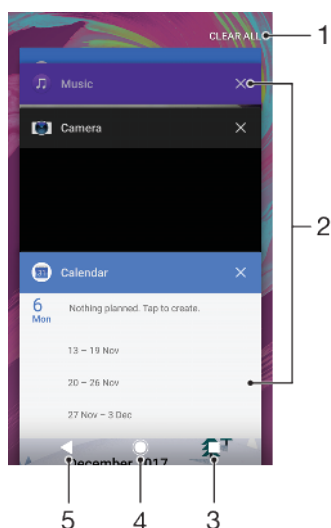 CLEAR ALL
1
Music
Camera
2
31
Calendar
6
Mon
Nothing planned. Tap to create.
13 – 19 Nov
20 – 26 Nov
27 Nov – 3 Dec
December 2017
5
4
3